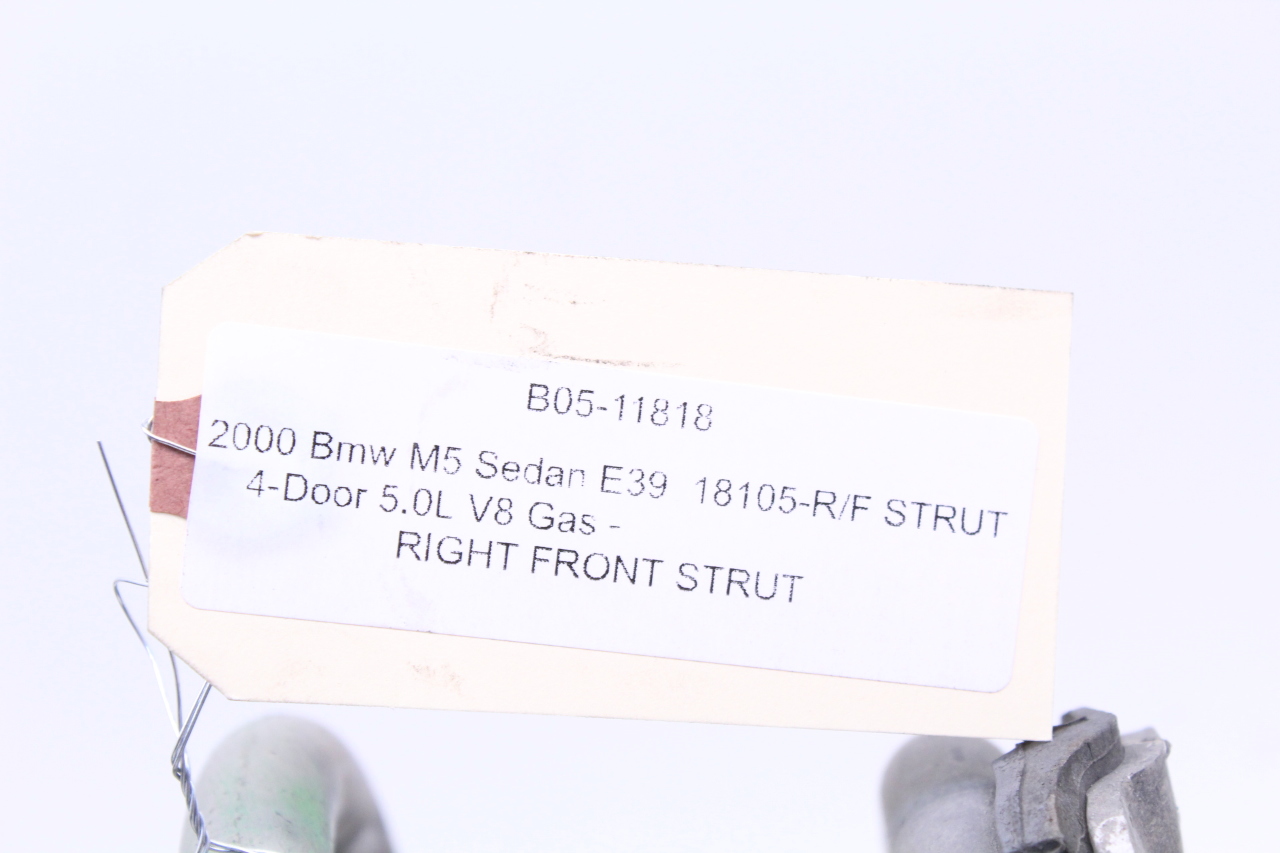 B05-11818
2000 Bmw M5 Sedan E39 18105-R/F STRUT
4-Door 5.0L V8 Gas -
RIGHT FRONT STRUT